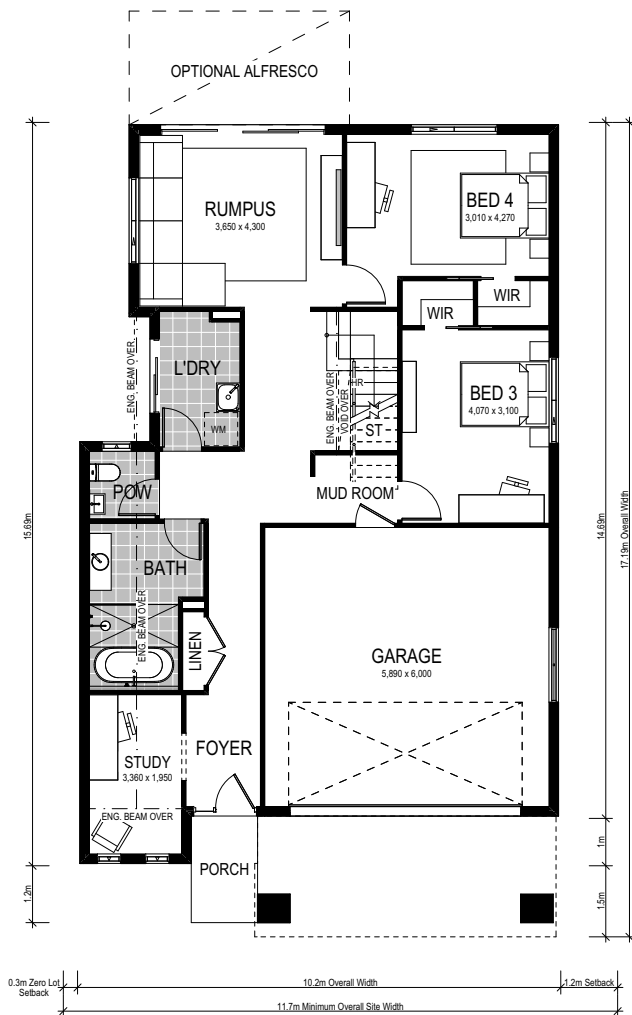 OPTIONAL ALFRESCO
RUMPUS
3,650 x 4,300
BED 4
3,010 x 4,270
WIR
WIR
ENG. BEAM OVER
L'DRY
WM
ENG. BEAM OVER
VOID OVER
HR
ST
BED 3
4,070 x 3,100
POW
MUD ROOM
15.69m
14.69m
17.19m Overall Width
BATH
ENG. BEAM OVER
LINEN
GARAGE
5,890 x 6,000
FOYER
STUDY
3,360 x 1,950
ENG. BEAM OVER
PORCH
1m
1.2m
1.5m
0.3m Zero Lot
Setback
10.2m Overall Width
1.2m Setback
11.7m Minimum Overall Site Width